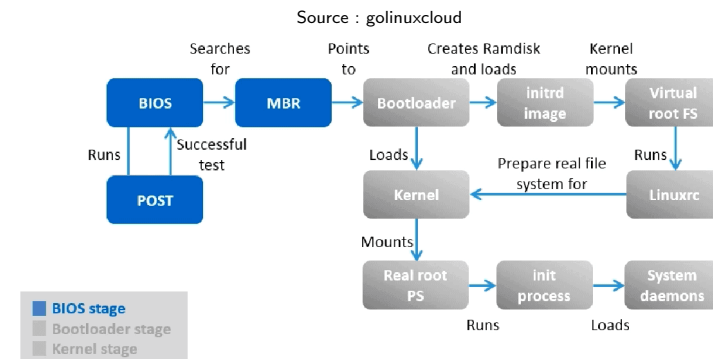 Source : golinuxcloud
Searches
for
Points
to
Creates Ramdisk
and loads
Kernel
mounts
BIOS
MBR
Bootloader
initrd
image
Virtual
root FS
Runs
Successful
test
Loads
Prepare real file
system for
Runs
POST
Kernel
Linuxrc
Mounts
Real root
PS
init
process
System
daemons
Runs
Loads
BIOS stage
Bootloader stage
Kernel stage